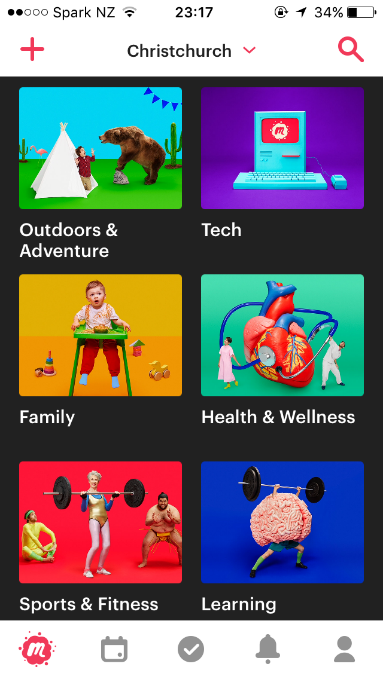 Spark NZ 23:17 34%
Christchurch
Outdoors &
Adventure
Tech
Family
Health & Wellness
Sports & Fitness
Learning
m